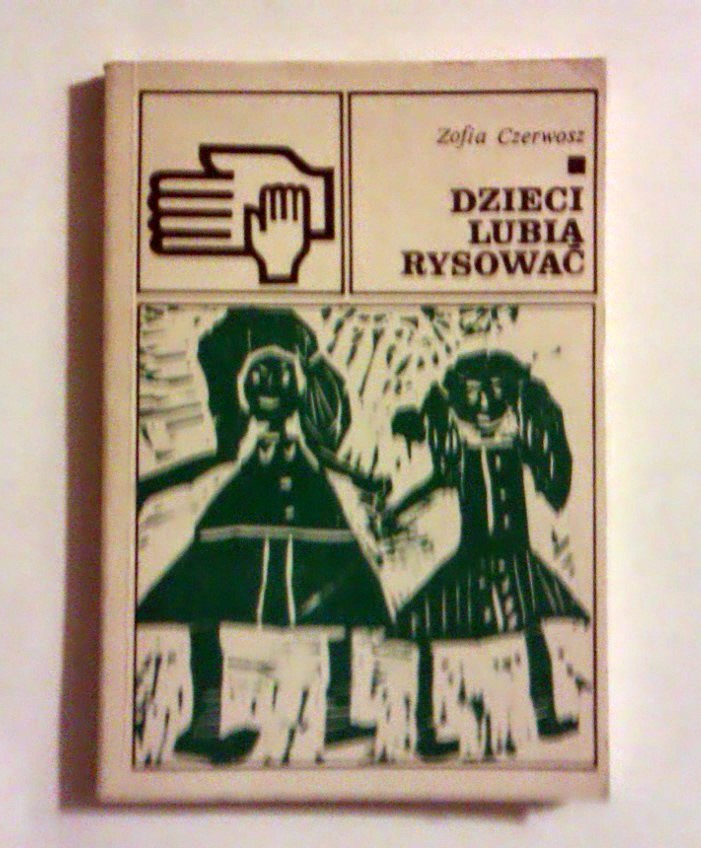 Zofia Czerwosz
DZIECI
LUBIĄ
RYSOWAĆ